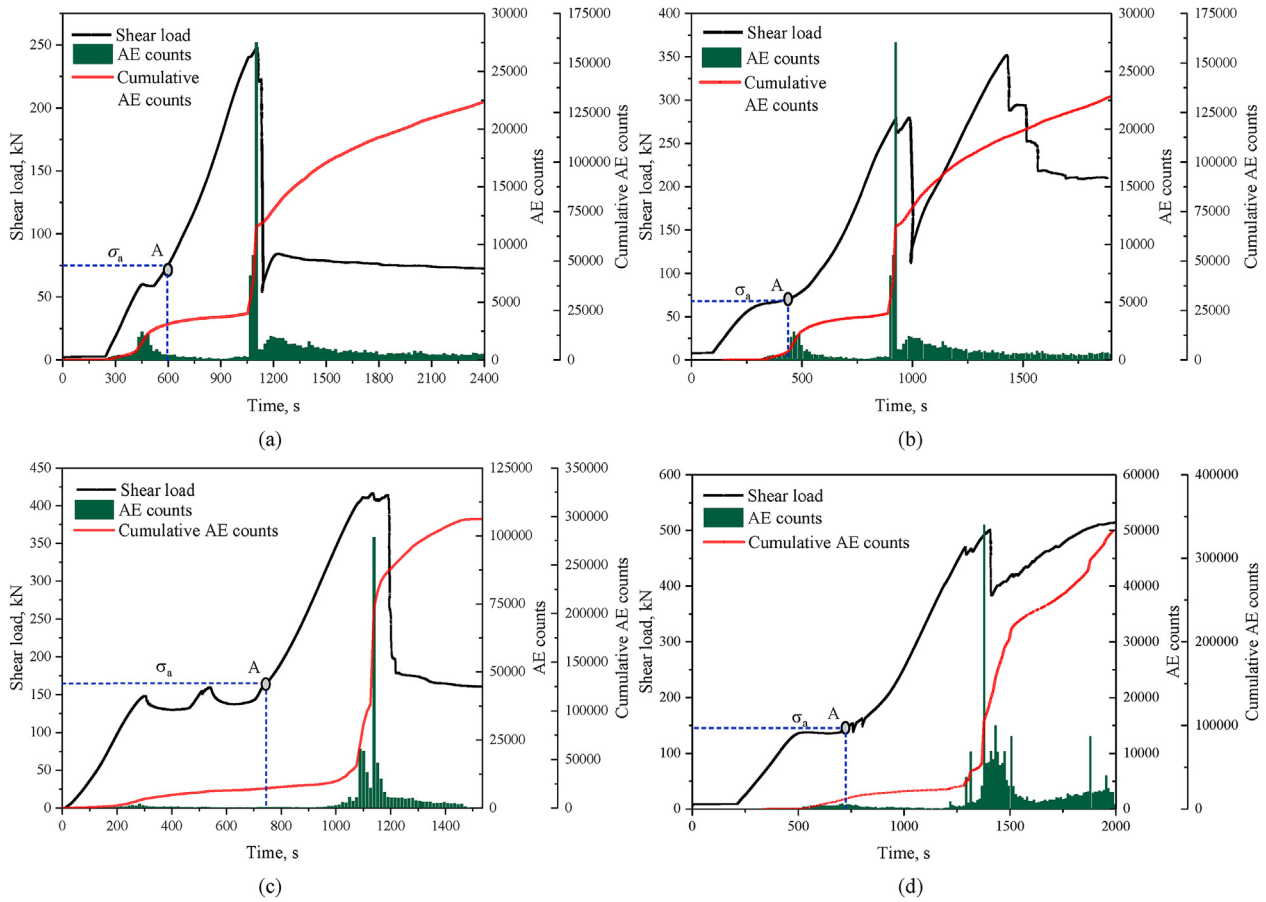 Shear load
AE counts
Cumulative
AE counts
σa
A
250
200
150
100
50
0
Shear load, kN
30000
25000
20000
15000
10000
5000
0
AE counts
175000
150000
125000
100000
75000
50000
25000
0
Cumulative AE counts
0 300 600 900 1200 1500 1800 2100 2400
Time, s
(a)
Shear load
AE counts
Cumulative
AE counts
σa
A
400
350
300
250
200
150
100
50
0
Shear load, kN
30000
25000
20000
15000
10000
5000
0
AE counts
175000
150000
125000
100000
75000
50000
25000
0
Cumulative AE counts
0 500 1000 1500
Time, s
(b)
Shear load
AE counts
Cumulative AE counts
σa
A
450
400
350
300
250
200
150
100
50
0
Shear load, kN
125000
100000
75000
50000
25000
0
AE counts
350000
300000
250000
200000
150000
100000
50000
0
Cumulative AE counts
0 200 400 600 800 1000 1200 1400
Time, s
(c)
Shear load
AE counts
Cumulative AE counts
σa
A
600
500
400
300
200
100
0
Shear load, kN
60000
50000
40000
30000
20000
10000
0
AE counts
400000
300000
200000
100000
0
Cumulative AE counts
0 500 1000 1500 2000
Time, s
(d)